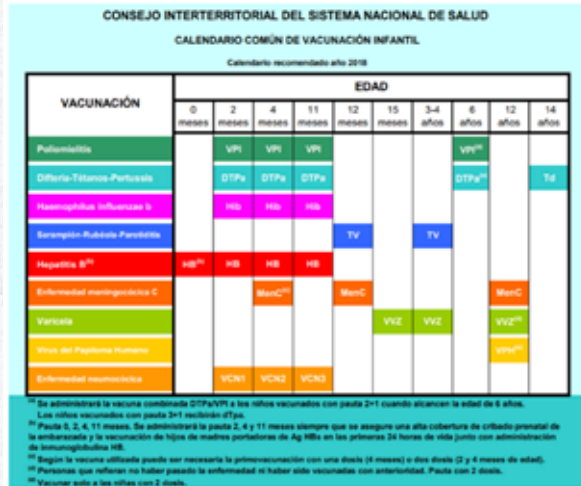 CONSEJO INTERTERRITORIAL DEL SISTEMA NACIONAL DE SALUD
CALENDARIO COMÚN DE VACUNACIÓN INFANTIL
Calendario recomendado año 2018
VACUNACIÓN
EDAD
0 meses
2 meses
4 meses
11 meses
12 meses
15 meses
3-4 años
6 años
12 años
14 años
Poliomielitis VPI VPI VPI VPI(a)
Difteria-Tétanos-Pertussis DTPa DTPa DTPa DTPa(a) Td
Haemophilus influenzae b Hib Hib Hib
Sarampión-Rubéola-Parotiditis TV TV
Hepatitis B(b) HB(b) HB HB HB
Enfermedad meningocócica C MenC(c) MenC MenC
Varicela VVZ VVZ VVZ(d)
Virus del Papiloma Humano VPH(e)
Enfermedad neumocócica VCN1 VCN2 VCN3
(a) Se administrará la vacuna combinada DTPa/VPI a los niños vacunados con pauta 2+1 cuando alcancen la edad de 6 años.
Los niños vacunados con pauta 3+1 recibirán dTpa.
(b) Pauta 0, 2, 4, 11 meses. Se administrará la pauta 2, 4 y 11 meses siempre que se asegure una alta cobertura de cribado prenatal de
la embarazada y la vacunación de hijos de madres portadoras de Ag HBs en las primeras 24 horas de vida junto con administración
de inmunoglobulina HB.
(c) Según la vacuna utilizada puede ser necesaria la primovacunación con una dosis (4 meses) o dos dosis (2 y 4 meses de edad).
(d) Personas que refieran no haber pasado la enfermedad ni haber sido vacunadas con anterioridad. Pauta con 2 dosis.
(e) Vacunar solo a las niñas con 2 dosis.